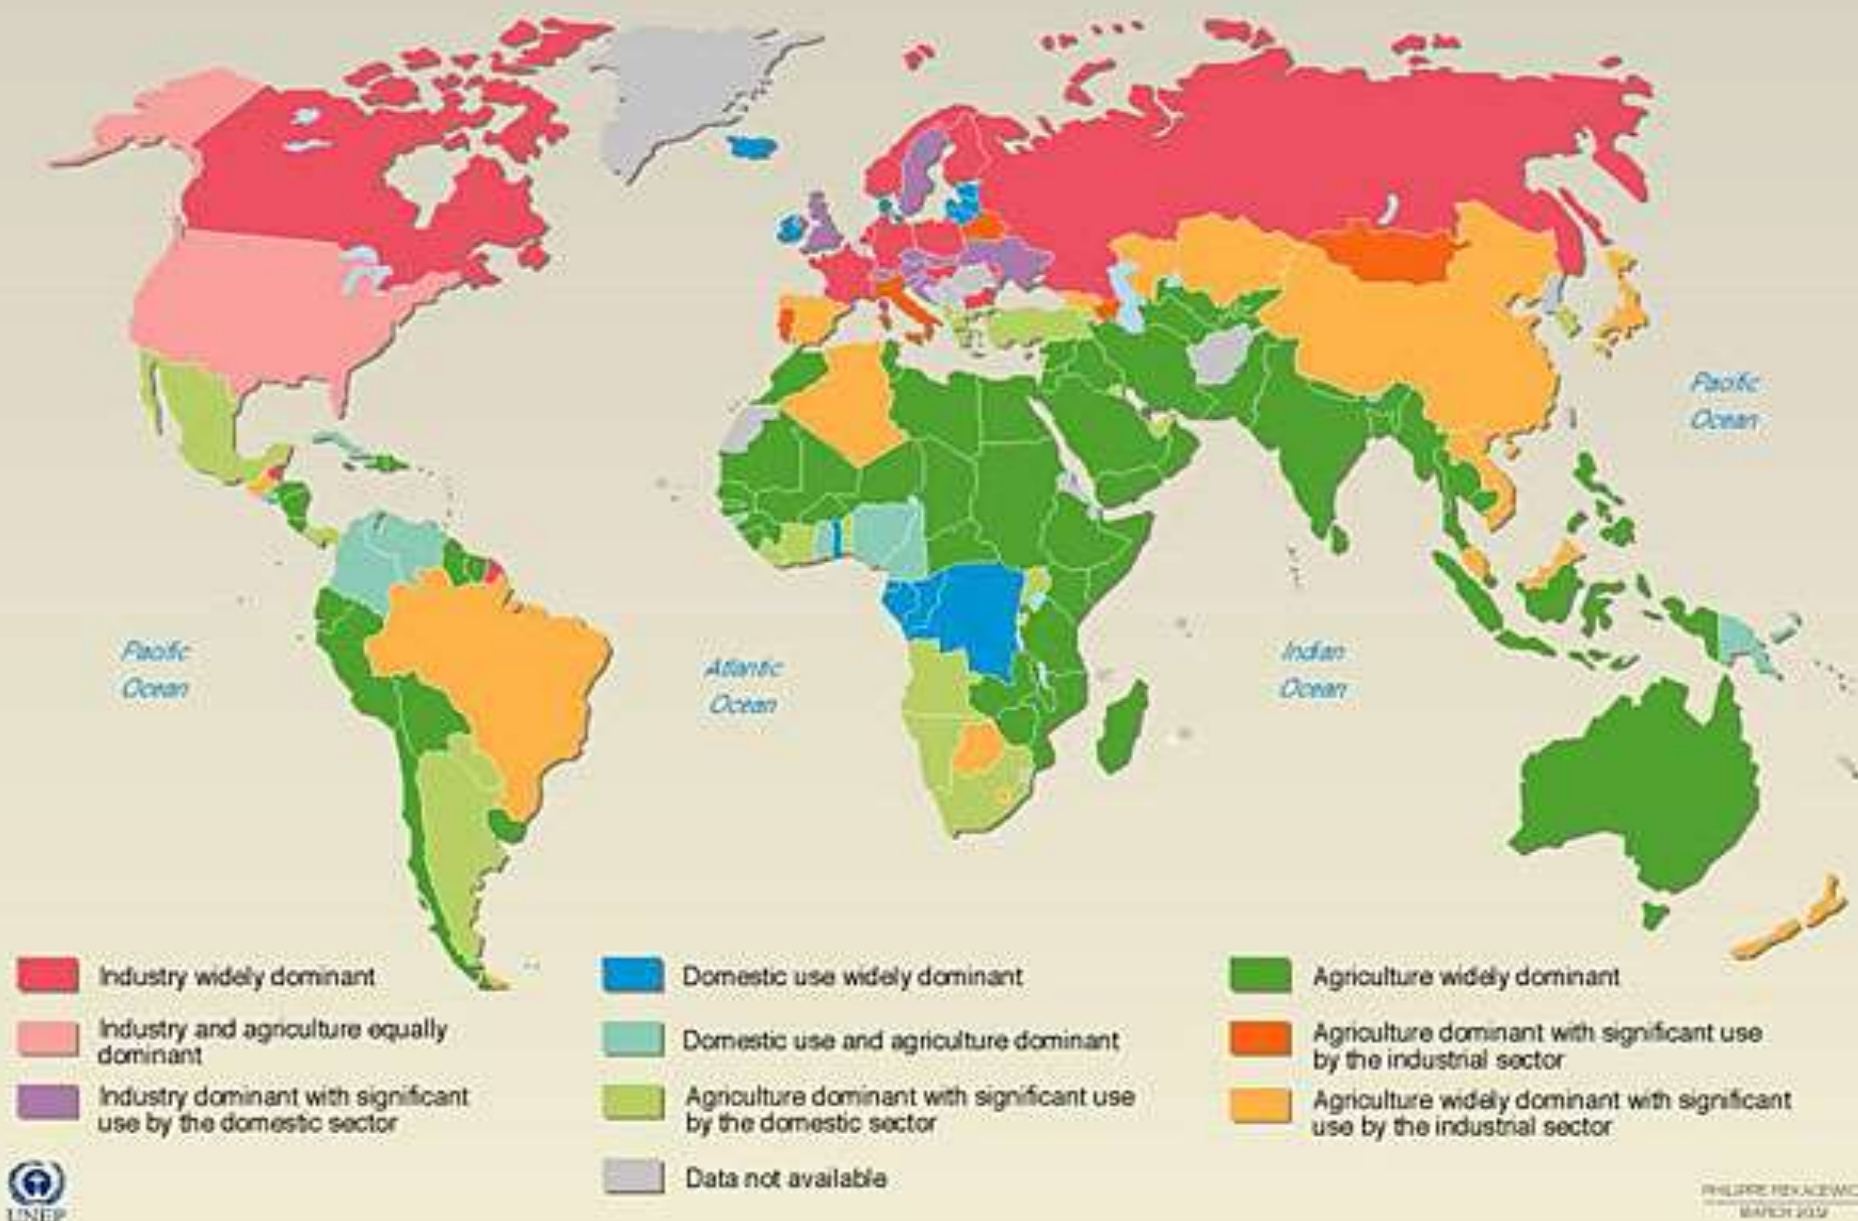 Pacific
Ocean
Pacific
Ocean
Atlantic
Ocean
Indian
Ocean
Industry widely dominant
Industry and agriculture equally
dominant
Industry dominant with significant
use by the domestic sector
Domestic use widely dominant
Domestic use and agriculture dominant
Agriculture dominant with significant use
by the domestic sector
Data not available
Agriculture widely dominant
Agriculture dominant with significant use
by the industrial sector
Agriculture widely dominant with significant
use by the industrial sector
UNEP
PHILIPPE
MARCH